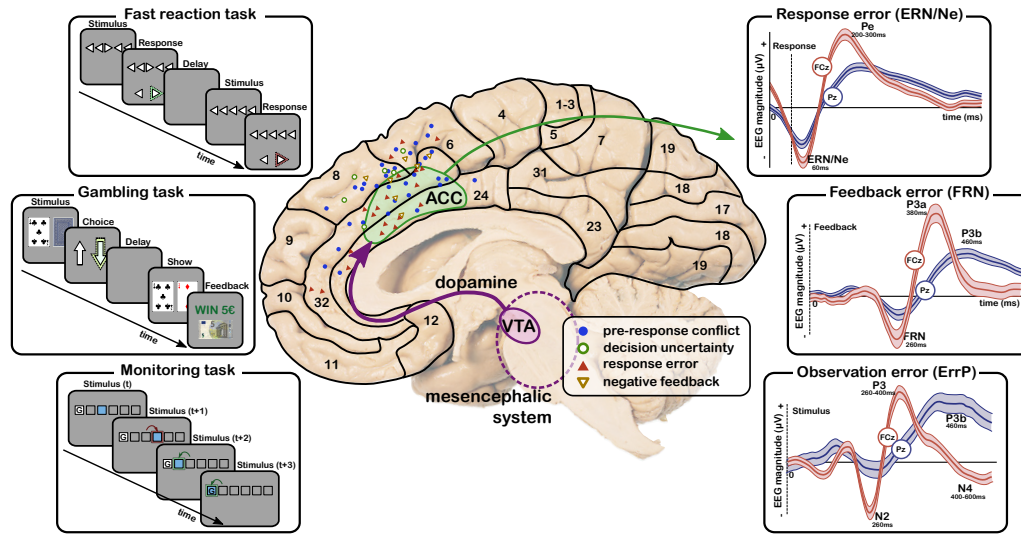 Fast reaction task
Stimulus
Response
Delay
Stimulus
Response
time
Gambling task
Choice
Delay
Show
Feedback
WIN 5€
time
Monitoring task
Stimulus (t)
G
Stimulus (t+1)
G
Stimulus (t+2)
G
Stimulus (t+3)
G
time
4
1-3
5
7
6
8
9
10
11
12
32
24
31
23
19
18
17
18
19
ACC
dopamine
VTA
mesencephalic
system
pre-response conflict
decision uncertainty
response error
negative feedback
Response error (ERN/Ne)
EEG magnitude (µV)
+
-
Response
0
Pe
200-300ms
FCz
Pz
time (ms)
ERN/Ne
60ms
Feedback error (FRN)
EEG magnitude (µV)
+
-
Feedback
0
P3a
380ms
P3b
460ms
FCz
Pz
time (ms)
FRN
260ms
Observation error (ErrP)
EEG magnitude (µV)
+
-
Stimulus
0
P3
260-400ms
P3b
460ms
FCz
Pz
N2
260ms
N4
400-600ms